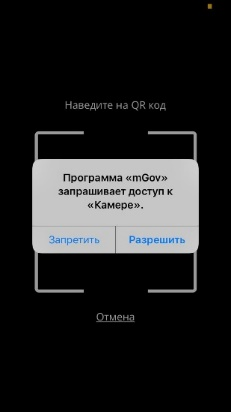 Наведите на QR код
Программа «mGov»
запрашивает доступ к
«Камере».
Запретить
Разрешить
Отмена